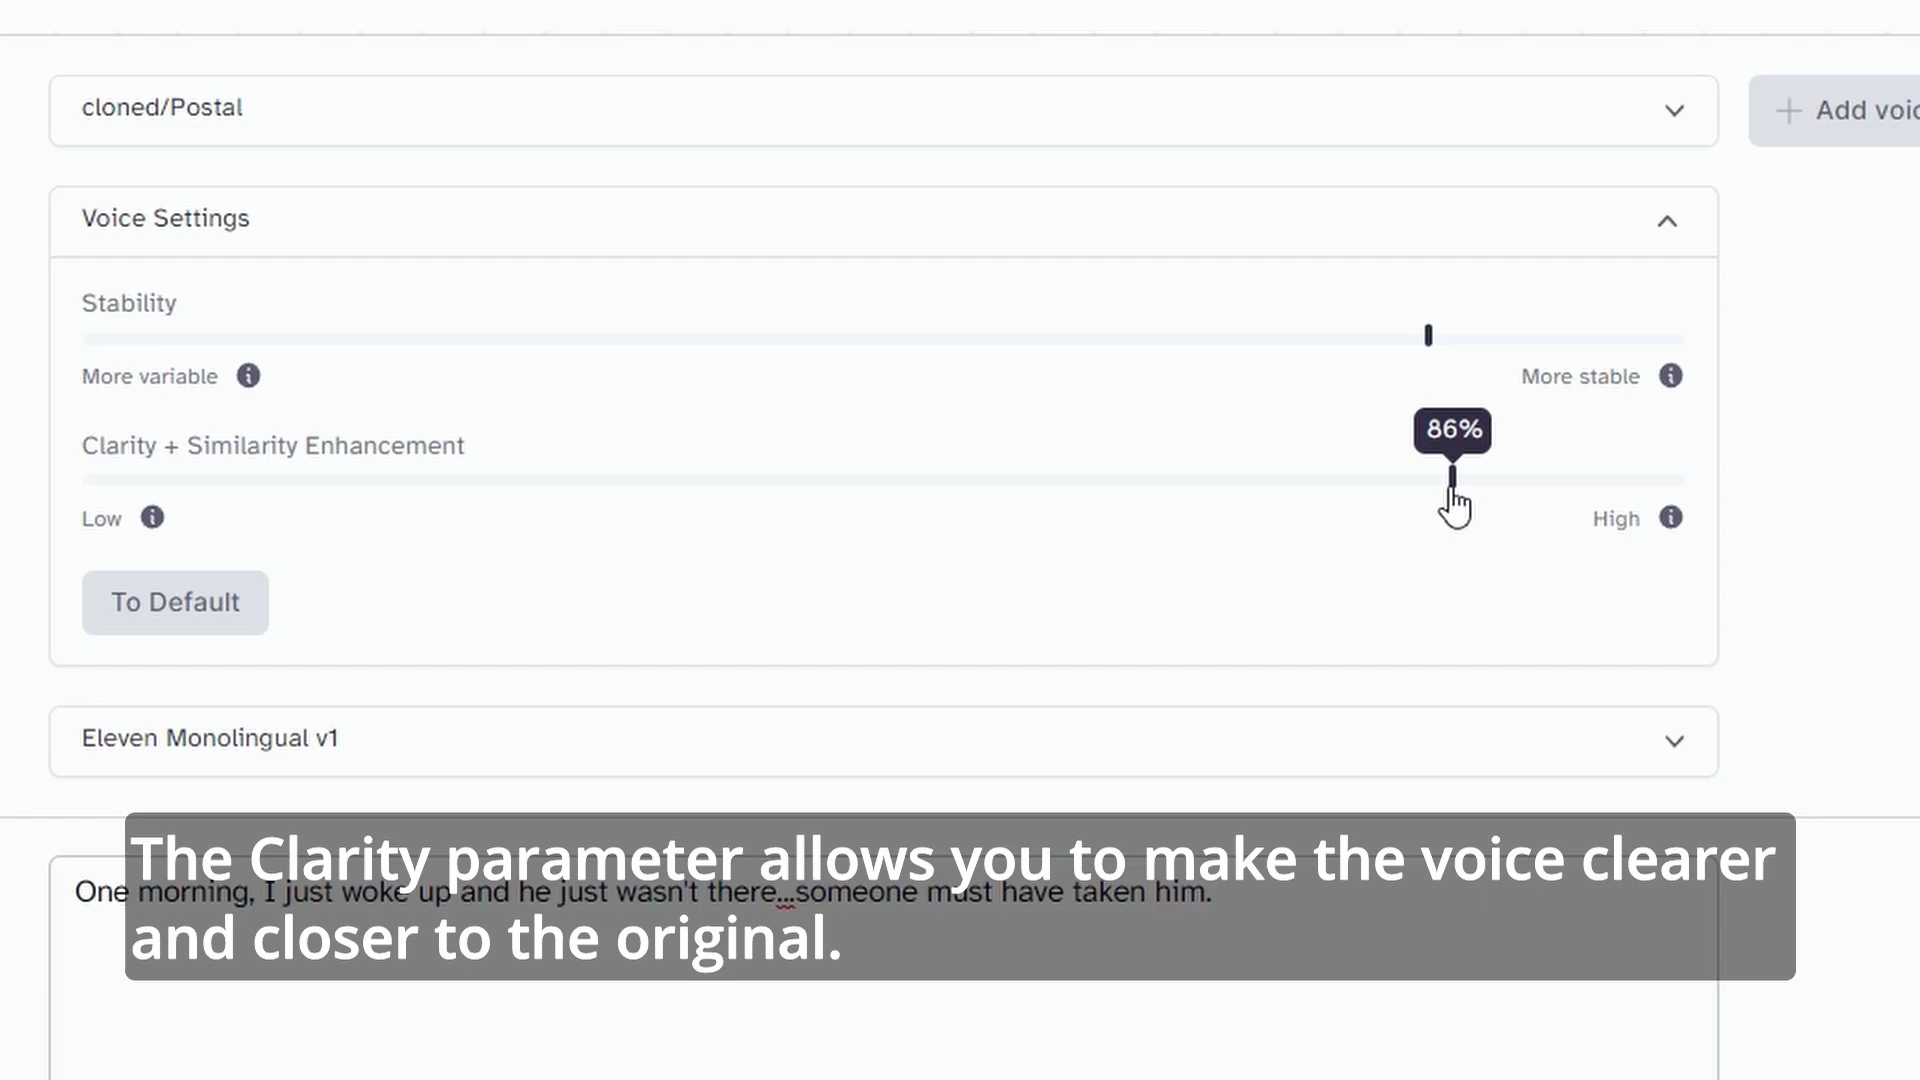 cloned/Postal
Add voic
Voice Settings
Stability
More variable
More stable
86%
Clarity + Similarity Enhancement
Low
High
To Default
Eleven Monolingual v1
One morning, I just woke up and he just wasn't there...someone must have taken him.
The Clarity parameter allows you to make the voice clearer
and closer to the original.